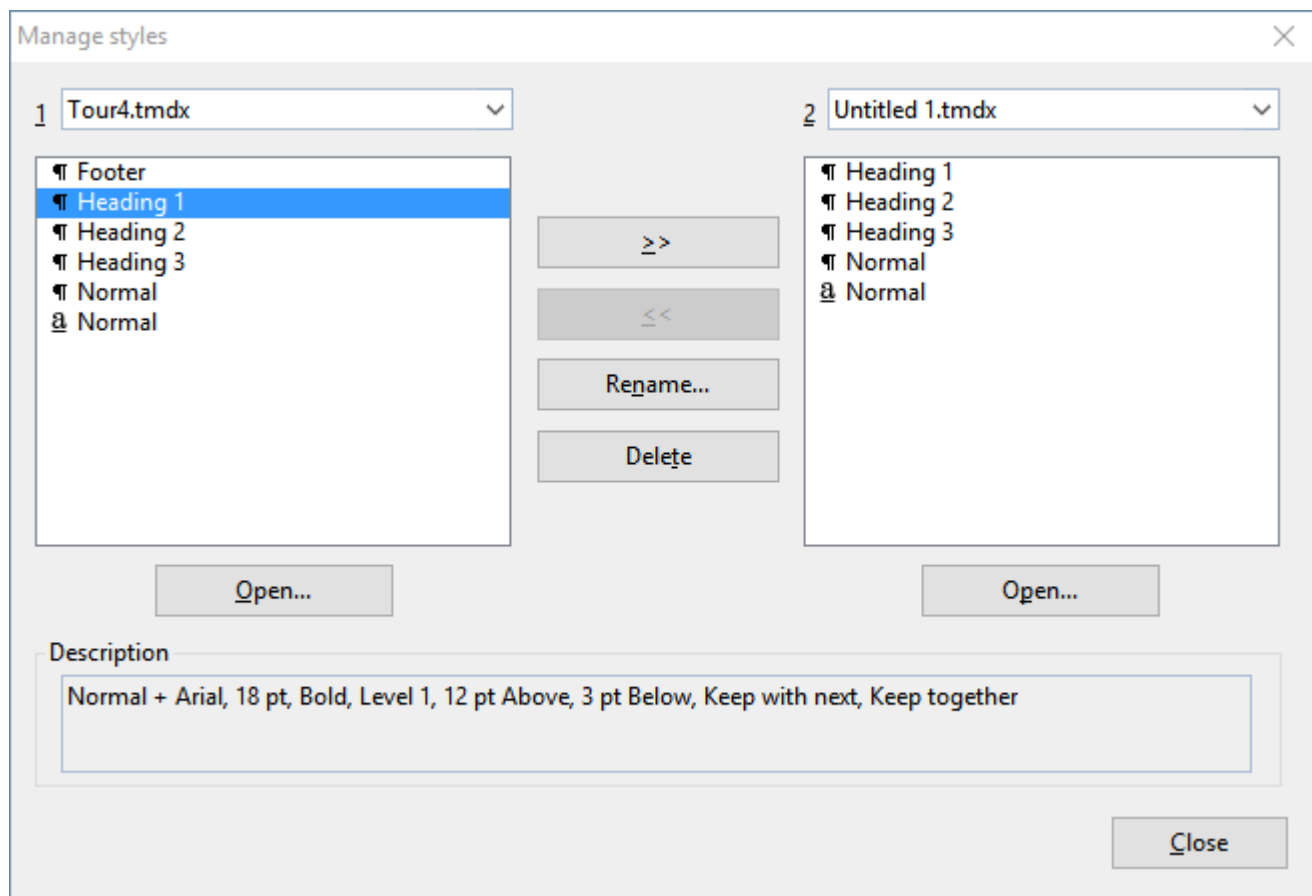 Manage styles
1 Tour4.tmdx
2 Untitled 1.tmdx
¶ Footer
¶ Heading 1
¶ Heading 2
¶ Heading 3
¶ Normal
a Normal
>>
<<
Rename...
Delete
¶ Heading 1
¶ Heading 2
¶ Heading 3
¶ Normal
a Normal
Open...
Open...
Description
Normal + Arial, 18 pt, Bold, Level 1, 12 pt Above, 3 pt Below, Keep with next, Keep together
Close